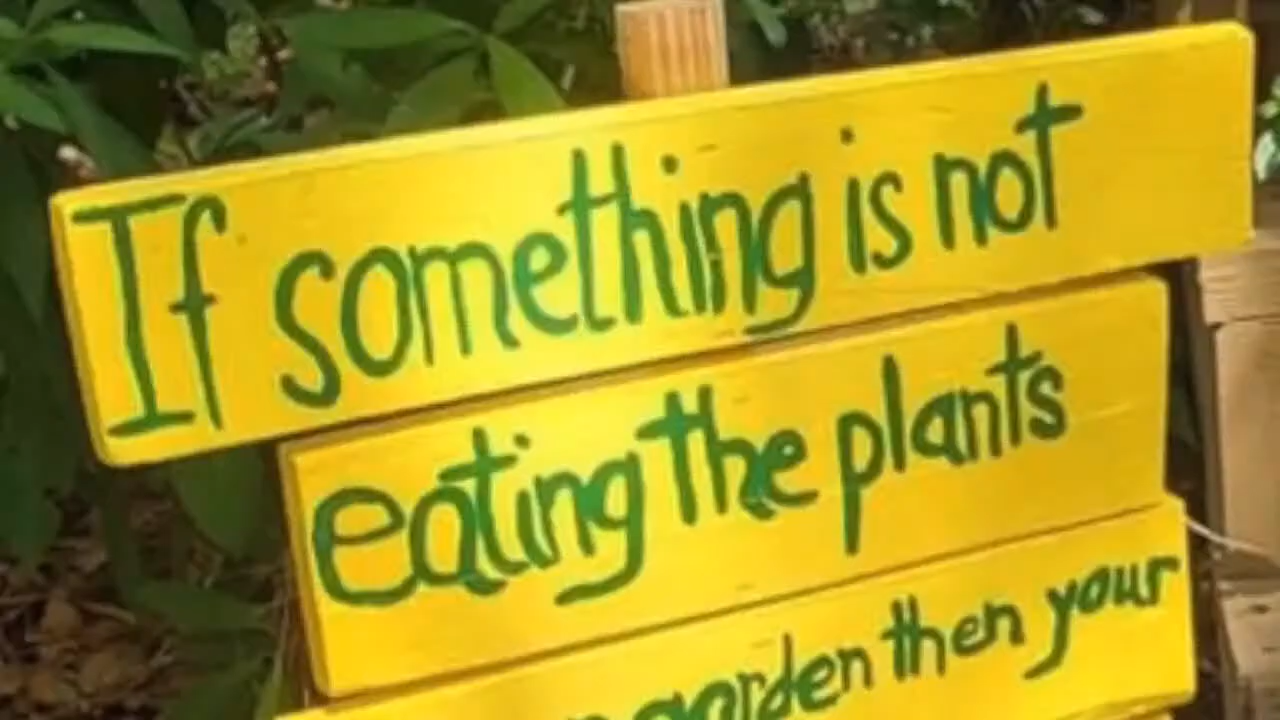 If something is not
eating the plants
garden then your